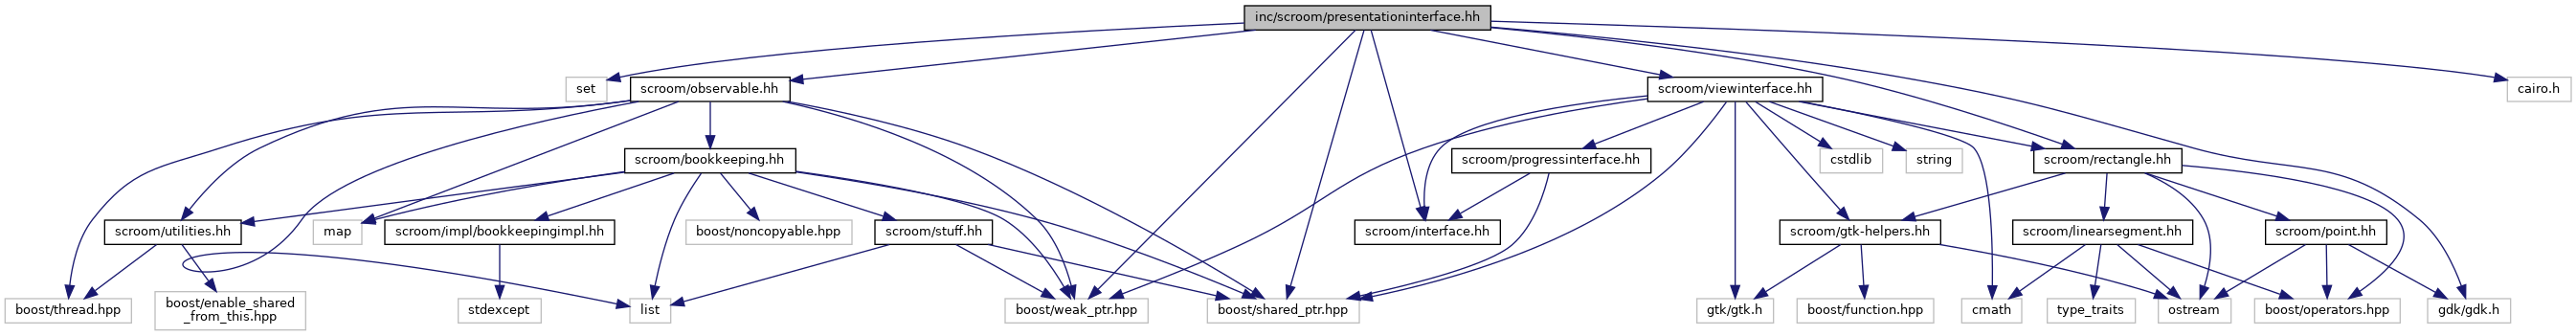 inc/scroom/presentationinterface.hh
set
scroom/observable.hh
scroom/viewinterface.hh
cairo.h
scroom/bookkeeping.hh
scroom/progressinterface.hh
cstdlib
string
scroom/rectangle.hh
scroom/utilities.hh
map
scroom/impl/bookkeepingimpl.hh
boost/noncopyable.hpp
scroom/stuff.hh
scroom/interface.hh
scroom/gtk-helpers.hh
scroom/linearsegment.hh
scroom/point.hh
boost/thread.hpp
boost/enable_shared
_from_this.hpp
stdexcept
list
boost/weak_ptr.hpp
boost/shared_ptr.hpp
gtk/gtk.h
boost/function.hpp
cmath
type_traits
ostream
boost/operators.hpp
gdk/gdk.h